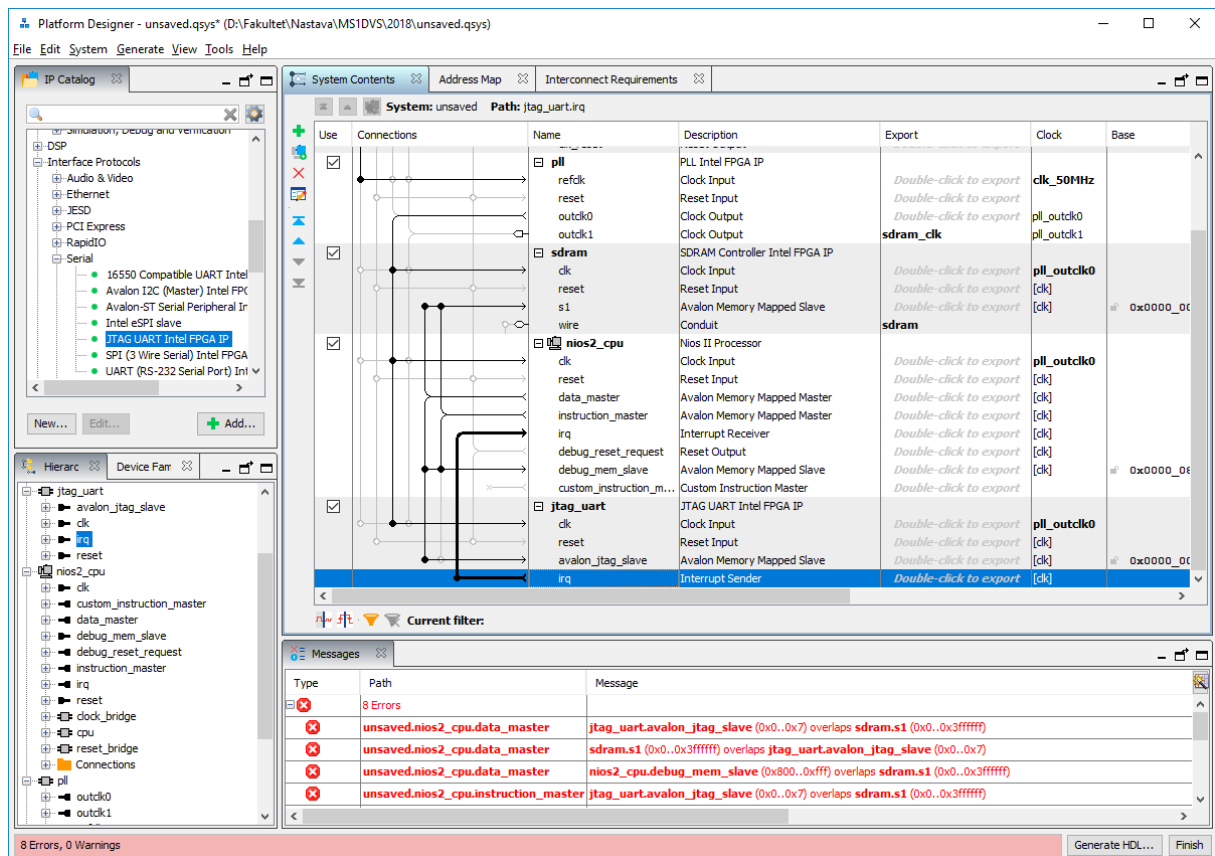 Platform Designer - unsaved.qsys* (D:\Fakultet\Nastava\MS1DVS\2018\unsaved.qsys)
File Edit System Generate View Tools Help
IP Catalog
Simulation, Debug and Verification
DSP
Interface Protocols
Audio & Video
Ethernet
JESD
PCI Express
RapidIO
Serial
16550 Compatible UART Intel
Avalon I2C (Master) Intel FPG
Avalon-ST Serial Peripheral In
Intel eSPI slave
JTAG UART Intel FPGA IP
SPI (3 Wire Serial) Intel FPGA
UART (RS-232 Serial Port) Int
New... Edit... Add...
Hierarc Device Fam
jtag_uart
avalon_jtag_slave
clk
irq
reset
nios2_cpu
clk
custom_instruction_master
data_master
debug_mem_slave
debug_reset_request
instruction_master
irq
reset
clock_bridge
cpu
reset_bridge
Connections
pll
outclk0
outclk1
System Contents Address Map Interconnect Requirements
System: unsaved Path: jtag_uart.irq
Use Connections Name Description Export Clock Base
pll PLL Intel FPGA IP
refclk Clock Input Double-click to export clk_50MHz
reset Reset Input Double-click to export
outclk0 Clock Output Double-click to export pll_outclk0
outclk1 Clock Output sdram_clk pll_outclk1
sdram SDRAM Controller Intel FPGA IP
clk Clock Input Double-click to export pll_outclk0
reset Reset Input Double-click to export [clk]
s1 Avalon Memory Mapped Slave Double-click to export [clk] 0x0000_00
wire Conduit sdram
nios2_cpu Nios II Processor
clk Clock Input Double-click to export pll_outclk0
reset Reset Input Double-click to export [clk]
data_master Avalon Memory Mapped Master Double-click to export [clk]
instruction_master Avalon Memory Mapped Master Double-click to export [clk]
irq Interrupt Receiver Double-click to export [clk]
debug_reset_request Reset Output Double-click to export [clk]
debug_mem_slave Avalon Memory Mapped Slave Double-click to export [clk] 0x0000_08
custom_instruction_m... Custom Instruction Master Double-click to export
jtag_uart JTAG UART Intel FPGA IP
clk Clock Input Double-click to export pll_outclk0
reset Reset Input Double-click to export [clk]
avalon_jtag_slave Avalon Memory Mapped Slave Double-click to export [clk] 0x0000_00
irq Interrupt Sender Double-click to export [clk]
Current filter:
Messages
Type Path Message
8 Errors
unsaved.nios2_cpu.data_master jtag_uart.avalon_jtag_slave (0x0..0x7) overlaps sdram.s1 (0x0..0x3ffffff)
unsaved.nios2_cpu.data_master sdram.s1 (0x0..0x3ffffff) overlaps jtag_uart.avalon_jtag_slave (0x0..0x7)
unsaved.nios2_cpu.data_master nios2_cpu.debug_mem_slave (0x800..0xfff) overlaps sdram.s1 (0x0..0x3ffffff)
unsaved.nios2_cpu.instruction_master jtag_uart.avalon_jtag_slave (0x0..0x7) overlaps sdram.s1 (0x0..0x3ffffff)
8 Errors, 0 Warnings
Generate HDL... Finish